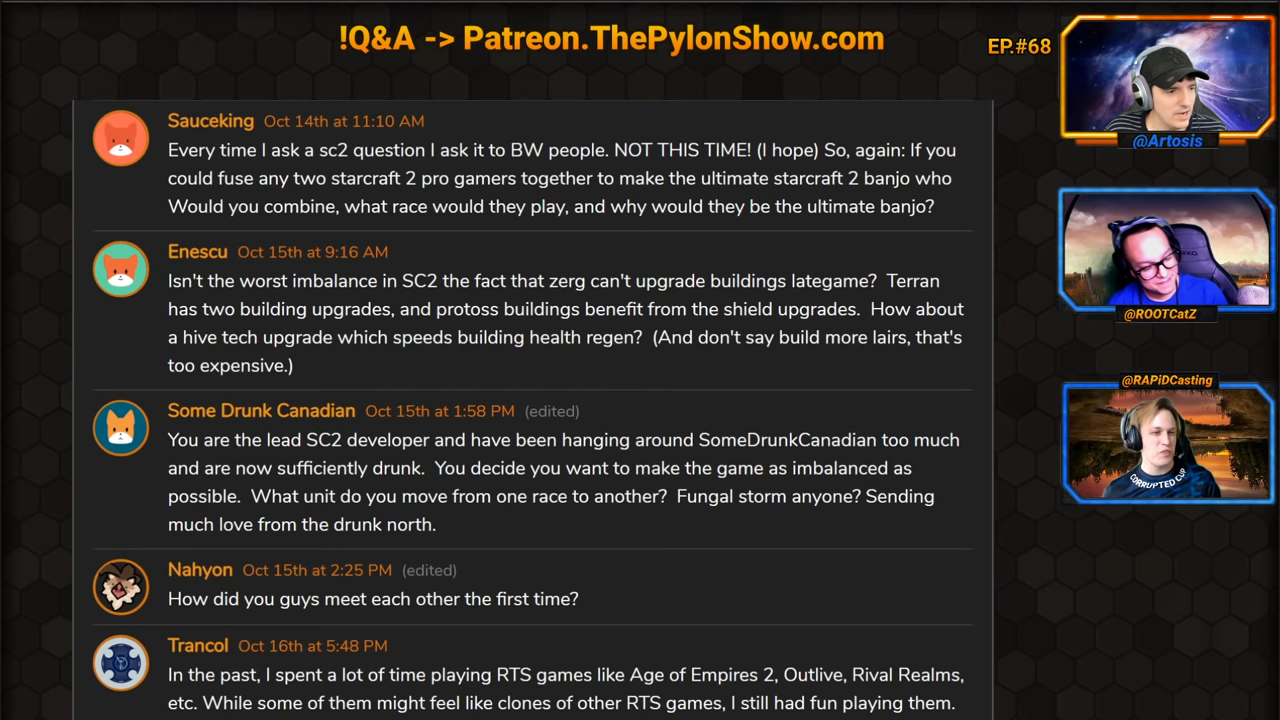 !Q&A -> Patreon.ThePylonShow.com
EP.#68
@Artosis
@ROOTCatZ
@RAPiDCasting
CORRUPTED CUP
Sauceking Oct 14th at 11:10 AM
Every time I ask a sc2 question I ask it to BW people. NOT THIS TIME! (I hope) So, again: If you
could fuse any two starcraft 2 pro gamers together to make the ultimate starcraft 2 banjo who
Would you combine, what race would they play, and why would they be the ultimate banjo?
Enescu Oct 15th at 9:16 AM
Isn't the worst imbalance in SC2 the fact that zerg can't upgrade buildings lategame? Terran
has two building upgrades, and protoss buildings benefit from the shield upgrades. How about
a hive tech upgrade which speeds building health regen? (And don't say build more lairs, that's
too expensive.)
Some Drunk Canadian Oct 15th at 1:58 PM (edited)
You are the lead SC2 developer and have been hanging around SomeDrunkCanadian too much
and are now sufficiently drunk. You decide you want to make the game as imbalanced as
possible. What unit do you move from one race to another? Fungal storm anyone? Sending
much love from the drunk north.
Nahyon Oct 15th at 2:25 PM (edited)
How did you guys meet each other the first time?
Trancol Oct 16th at 5:48 PM
In the past, I spent a lot of time playing RTS games like Age of Empires 2, Outlive, Rival Realms,
etc. While some of them might feel like clones of other RTS games, I still had fun playing them.